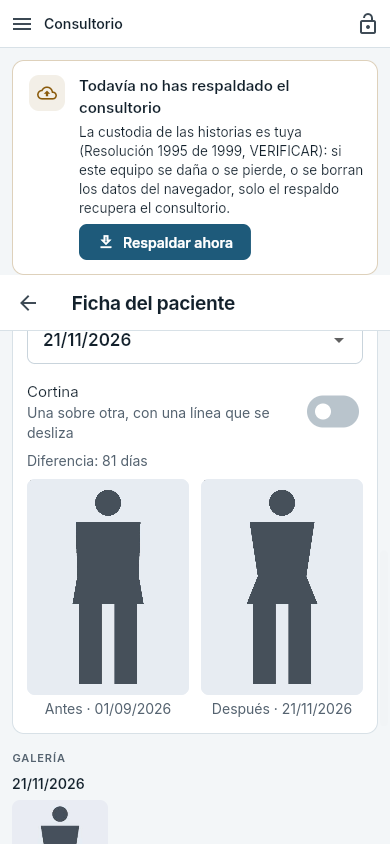 Consultorio
Todavía no has respaldado el
consultorio
La custodia de las historias es tuya
(Resolución 1995 de 1999, VERIFICAR): si
este equipo se daña o se pierde, o se borran
los datos del navegador, solo el respaldo
recupera el consultorio.
Respaldar ahora
Ficha del paciente
21/11/2026
Cortina
Una sobre otra, con una línea que se
desliza
Diferencia: 81 días
Antes · 01/09/2026
Después · 21/11/2026
GALERÍA
21/11/2026